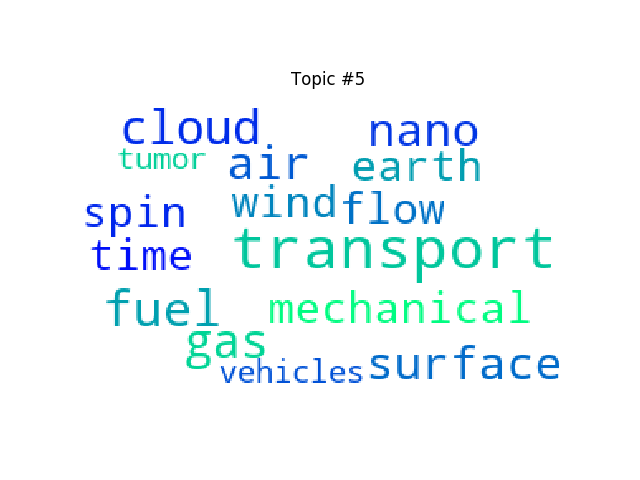 Topic #5
cloud nano
tumor air earth
spin wind flow
time transport
fuel mechanical
gas
vehicles surface